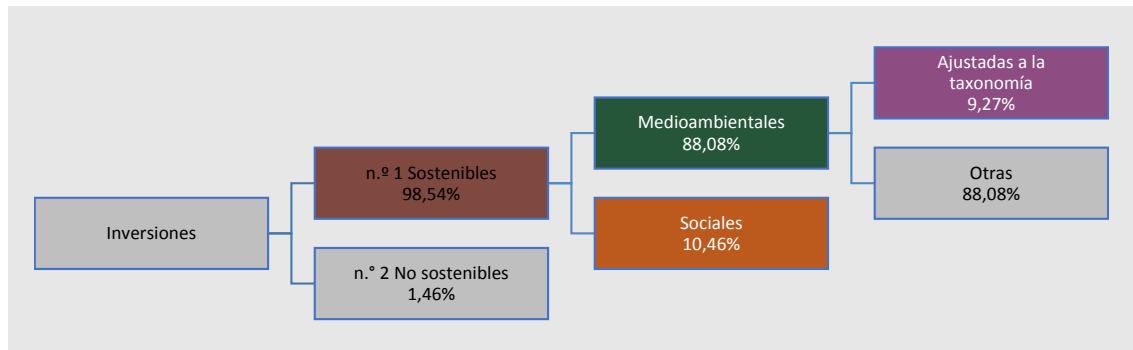 Inversiones
n.º 1 Sostenibles
98,54%
n.° 2 No sostenibles
1,46%
Medioambientales
88,08%
Sociales
10,46%
Ajustadas a la
taxonomía
9,27%
Otras
88,08%